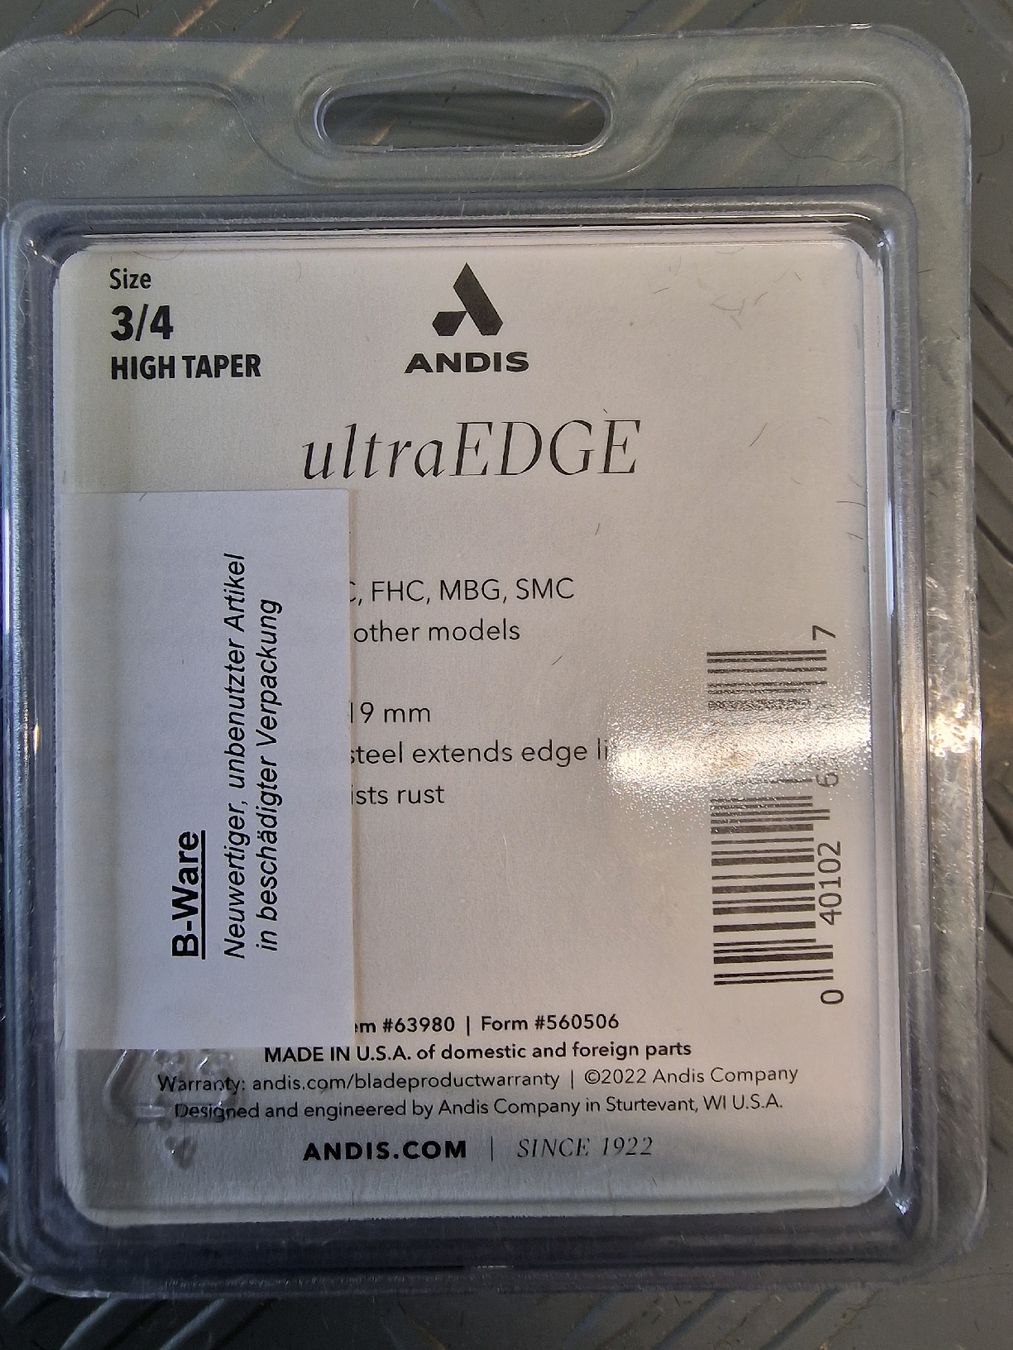 Size
3/4
HIGH TAPER
ANDIS
ultraEDGE
B-Ware
Neuwertiger, unbenutzter Artikel
in beschädigter Verpackung
FHC, MBG, SMC
other models
19 mm
steel extends edge
rust
0 40102 7
#63980 | Form #560506
MADE IN U.S.A. of domestic and foreign parts
Warranty: andis.com/bladeproductwarranty | ©2022 Andis Company
Designed and engineered by Andis Company in Sturtevant, WI U.S.A.
ANDIS.COM | SINCE 1922